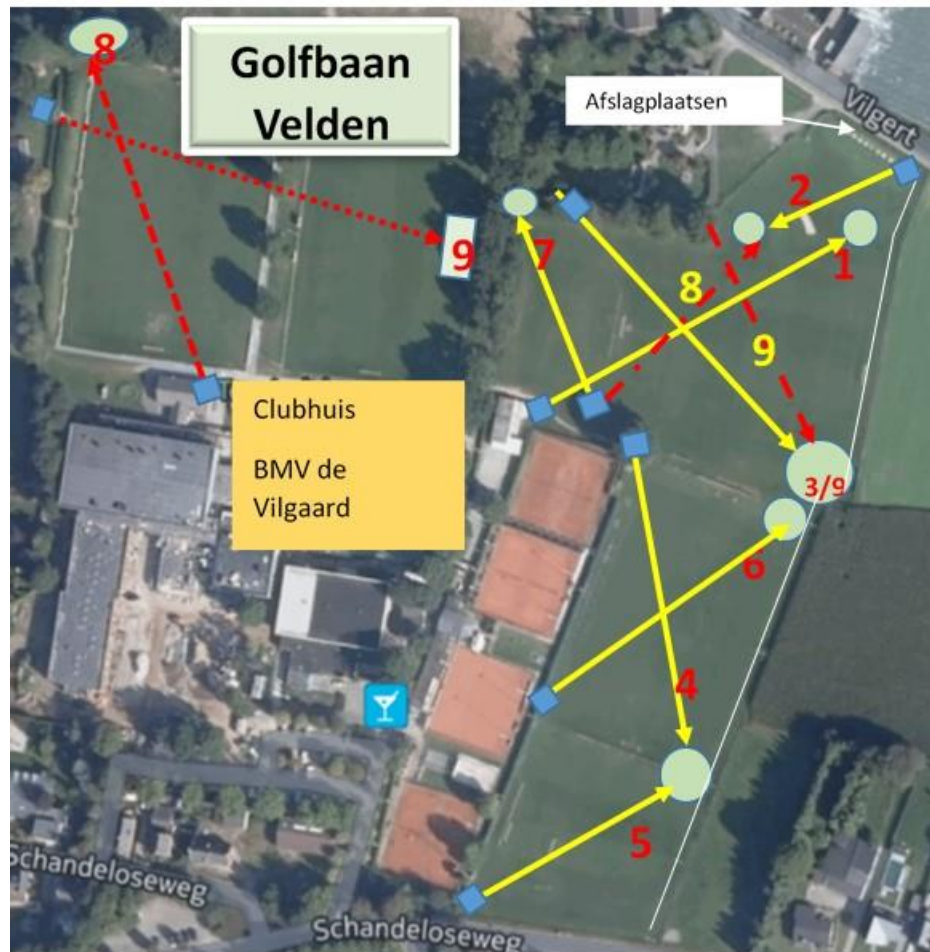 8
Golfbaan
Velden
Afslagplaatsen
Vilgert
2
1
7
8
9
9
3/9
Clubhuis
BMV de
Vilgaard
6
4
5
Schandeloseweg
Schandeloseweg